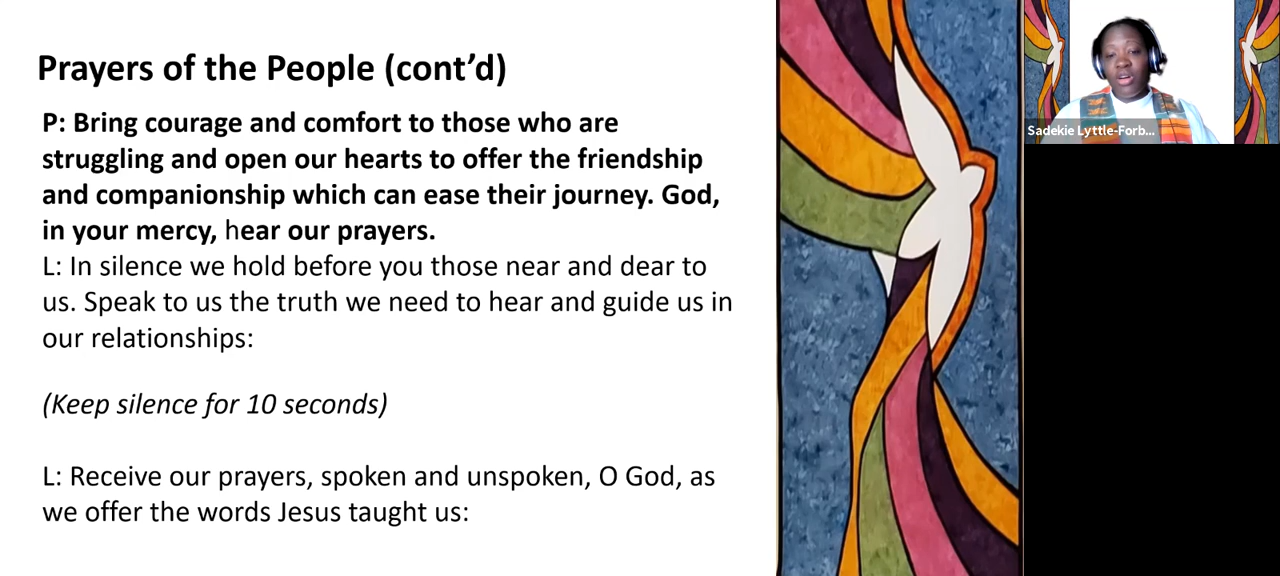 Prayers of the People (cont’d)
P: Bring courage and comfort to those who are
struggling and open our hearts to offer the friendship
and companionship which can ease their journey. God,
in your mercy, hear our prayers.
L: In silence we hold before you those near and dear to
us. Speak to us the truth we need to hear and guide us in
our relationships:
(Keep silence for 10 seconds)
L: Receive our prayers, spoken and unspoken, O God, as
we offer the words Jesus taught us:
Sadekie Lyttle-Forb...